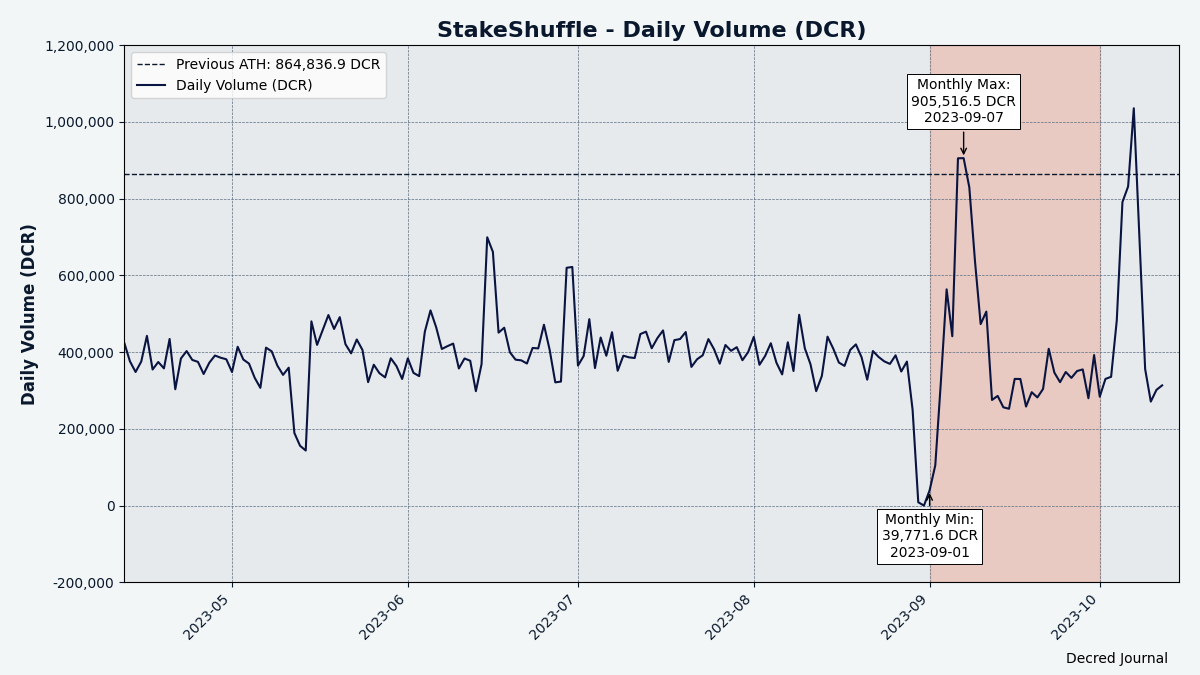 StakeShuffle - Daily Volume (DCR)
Previous ATH: 864,836.9 DCR
Daily Volume (DCR)
Monthly Max:
905,516.5 DCR
2023-09-07
Monthly Min:
39,771.6 DCR
2023-09-01
Daily Volume (DCR)
1,200,000
1,000,000
800,000
600,000
400,000
200,000
0
-200,000
2023-05
2023-06
2023-07
2023-08
2023-09
2023-10
Decred Journal